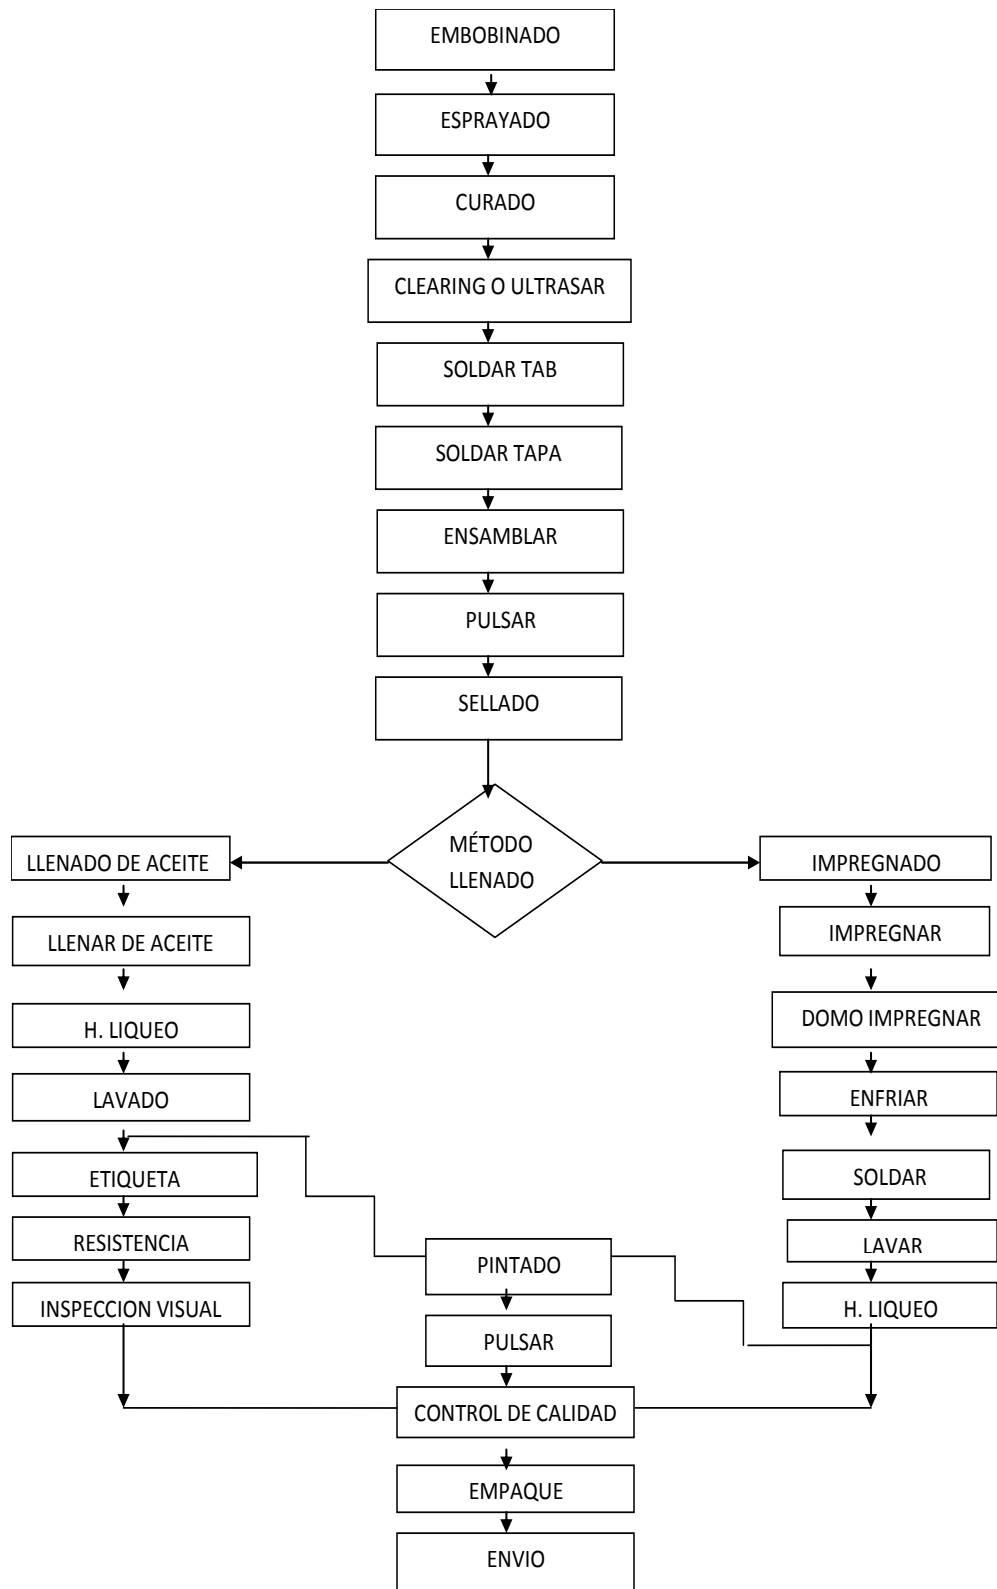 EMBOBINADO
ESPRAYADO
CURADO
CLEARING O ULTRASAR
SOLDAR TAB
SOLDAR TAPA
ENSAMBLAR
PULSAR
SELLADO
MÉTODO
LLENADO
LLENADO DE ACEITE
LLENAR DE ACEITE
H. LIQUEO
LAVADO
ETIQUETA
RESISTENCIA
INSPECCION VISUAL
IMPREGNADO
IMPREGNAR
DOMO IMPREGNAR
ENFRIAR
SOLDAR
LAVAR
H. LIQUEO
PINTADO
PULSAR
CONTROL DE CALIDAD
EMPAQUE
ENVIO